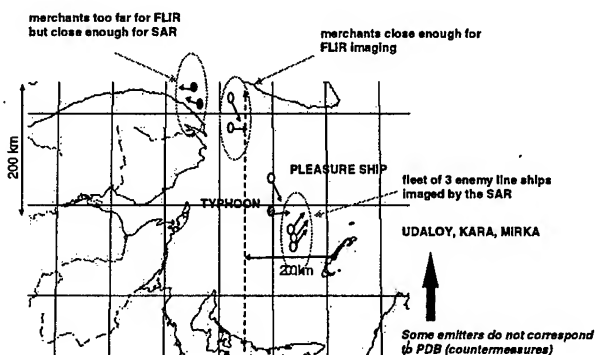 merchants too far for FLIR
but close enough for SAR
merchants close enough for
FLIR imaging
200 km
PLEASURE SHIP
TYPHOON
fleet of 3 enemy line ships
imaged by the SAR
UDALOY, KARA, MIRKA
20km
Some emitters do not correspond
to PDB (countermeasures)